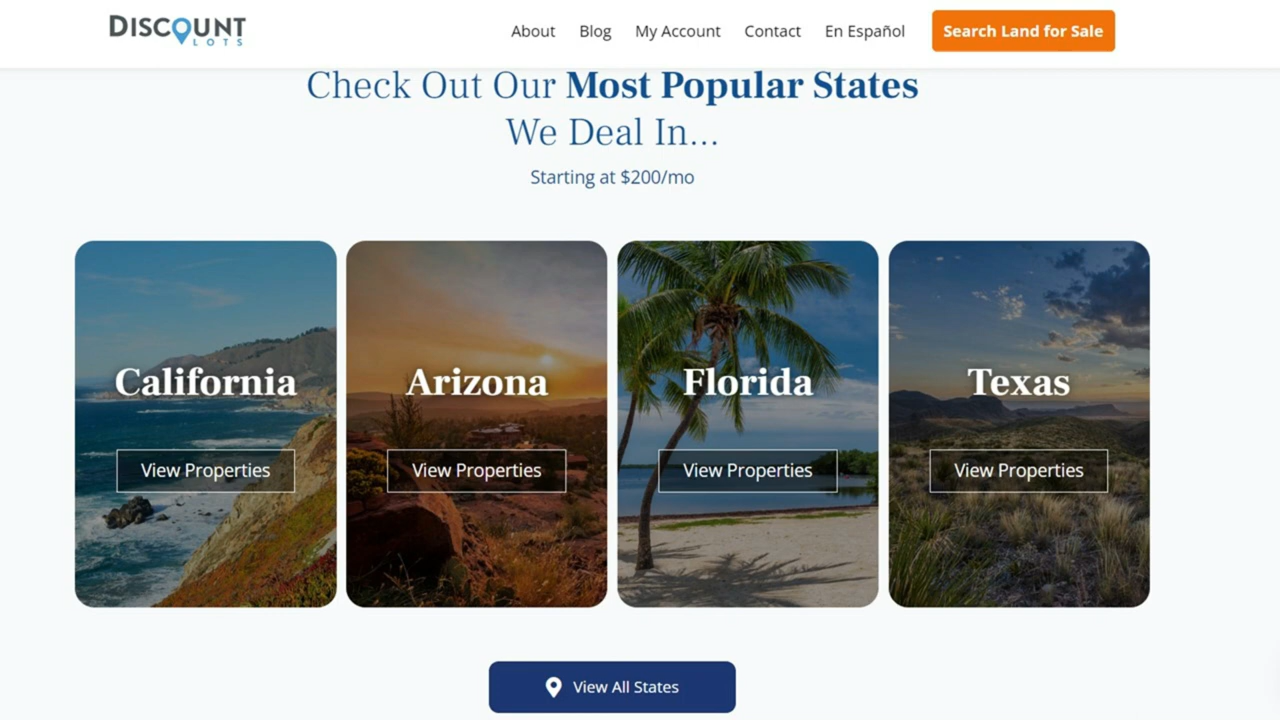 DISCOUNT
LOTS
About Blog My Account Contact En Español Search Land for Sale
Check Out Our Most Popular States
We Deal In...
Starting at $200/mo
California Arizona Florida Texas
View Properties View Properties View Properties View Properties
View All States